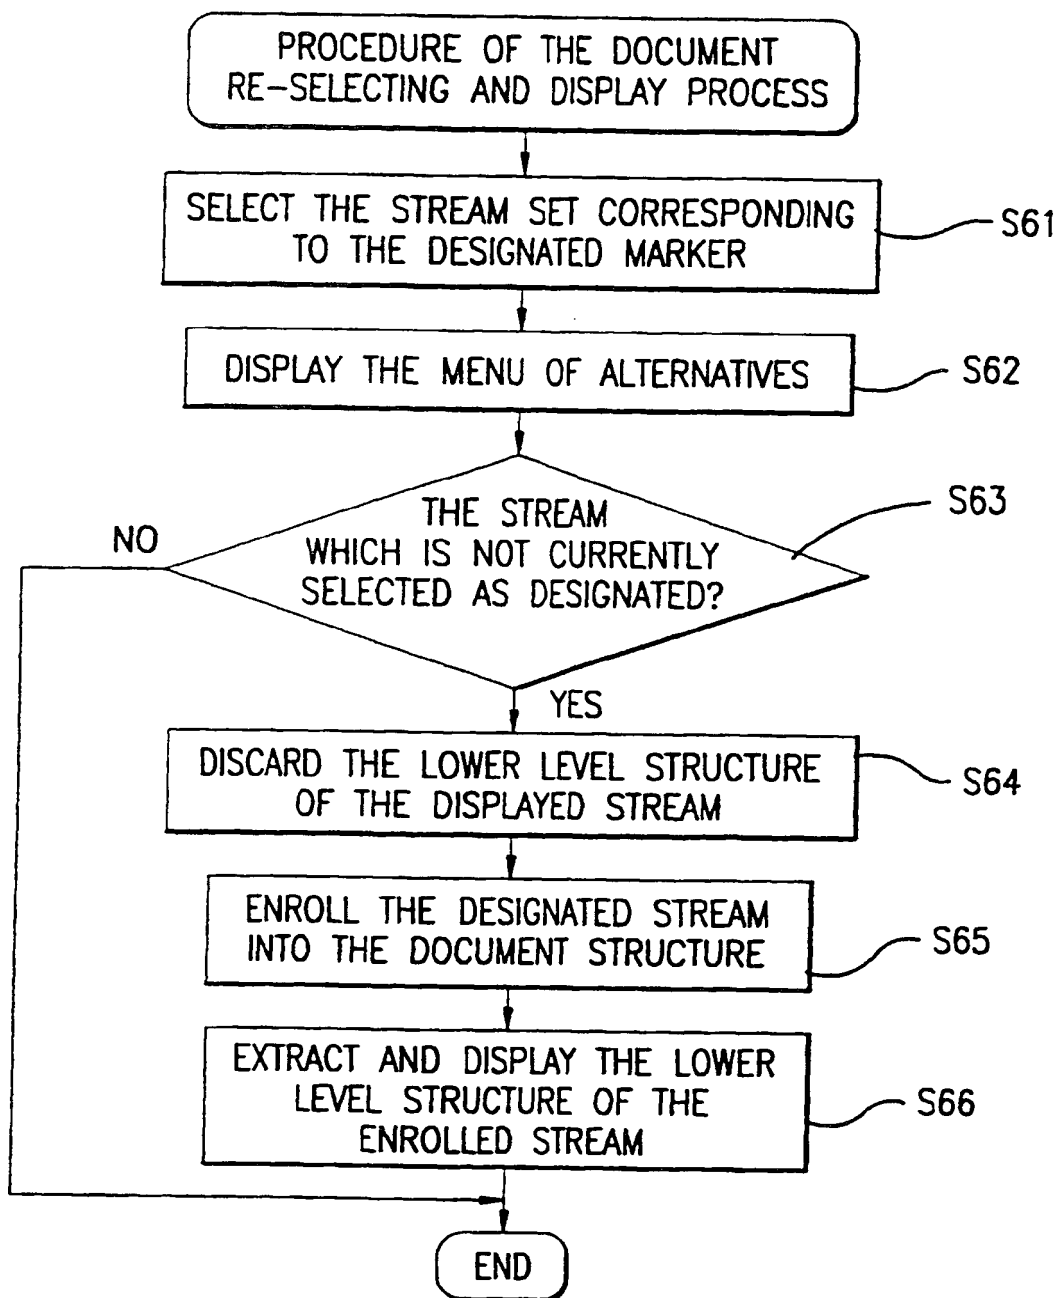 PROCEDURE OF THE DOCUMENT
RE-SELECTING AND DISPLAY PROCESS
SELECT THE STREAM SET CORRESPONDING
TO THE DESIGNATED MARKER
S61
DISPLAY THE MENU OF ALTERNATIVES
S62
THE STREAM
WHICH IS NOT CURRENTLY
SELECTED AS DESIGNATED?
S63
NO
YES
DISCARD THE LOWER LEVEL STRUCTURE
OF THE DISPLAYED STREAM
S64
ENROLL THE DESIGNATED STREAM
INTO THE DOCUMENT STRUCTURE
S65
EXTRACT AND DISPLAY THE LOWER
LEVEL STRUCTURE OF THE
ENROLLED STREAM
S66
END